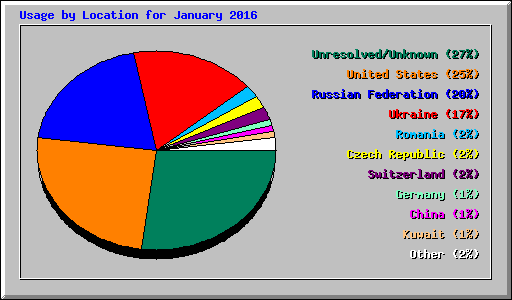 Usage by Location for January 2016
Unresolved/Unknown (27%)
United States (25%)
Russian Federation (20%)
Ukraine (17%)
Romania (2%)
Czech Republic (2%)
Switzerland (2%)
Germany (1%)
China (1%)
Kuwait (1%)
Other (2%)